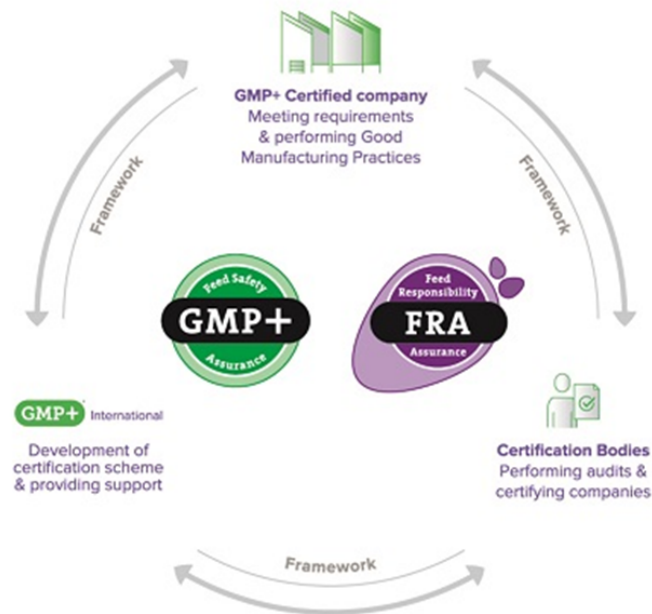 GMP+ Certified company
Meeting requirements
& performing Good
Manufacturing Practices
Framework
Framework
Feed Safety
GMP+
Assurance
Feed
Responsibility
FRA
Assurance
GMP+ International
Development of
certification scheme
& providing support
Certification Bodies
Performing audits &
certifying companies
Framework